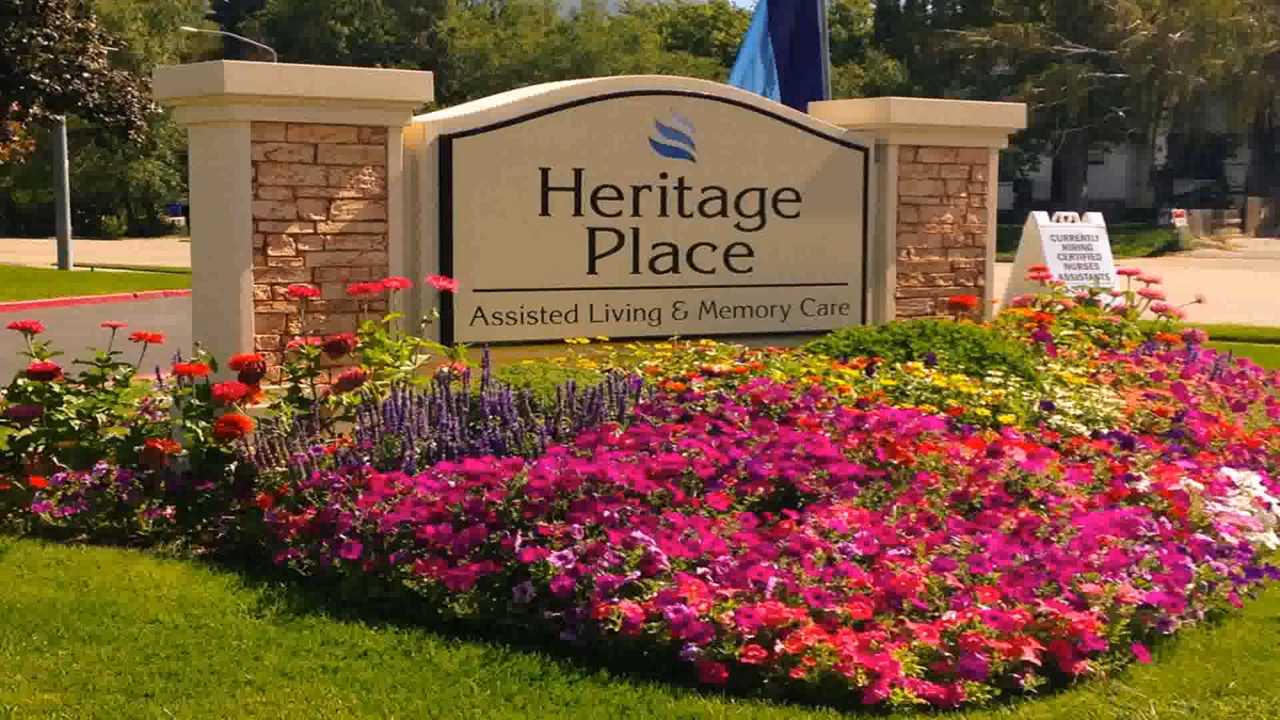 Heritage
Place
Assisted Living & Memory Care
CURRENTLY
HIRING
CERTIFIED
NURSES
ASSISTANTS